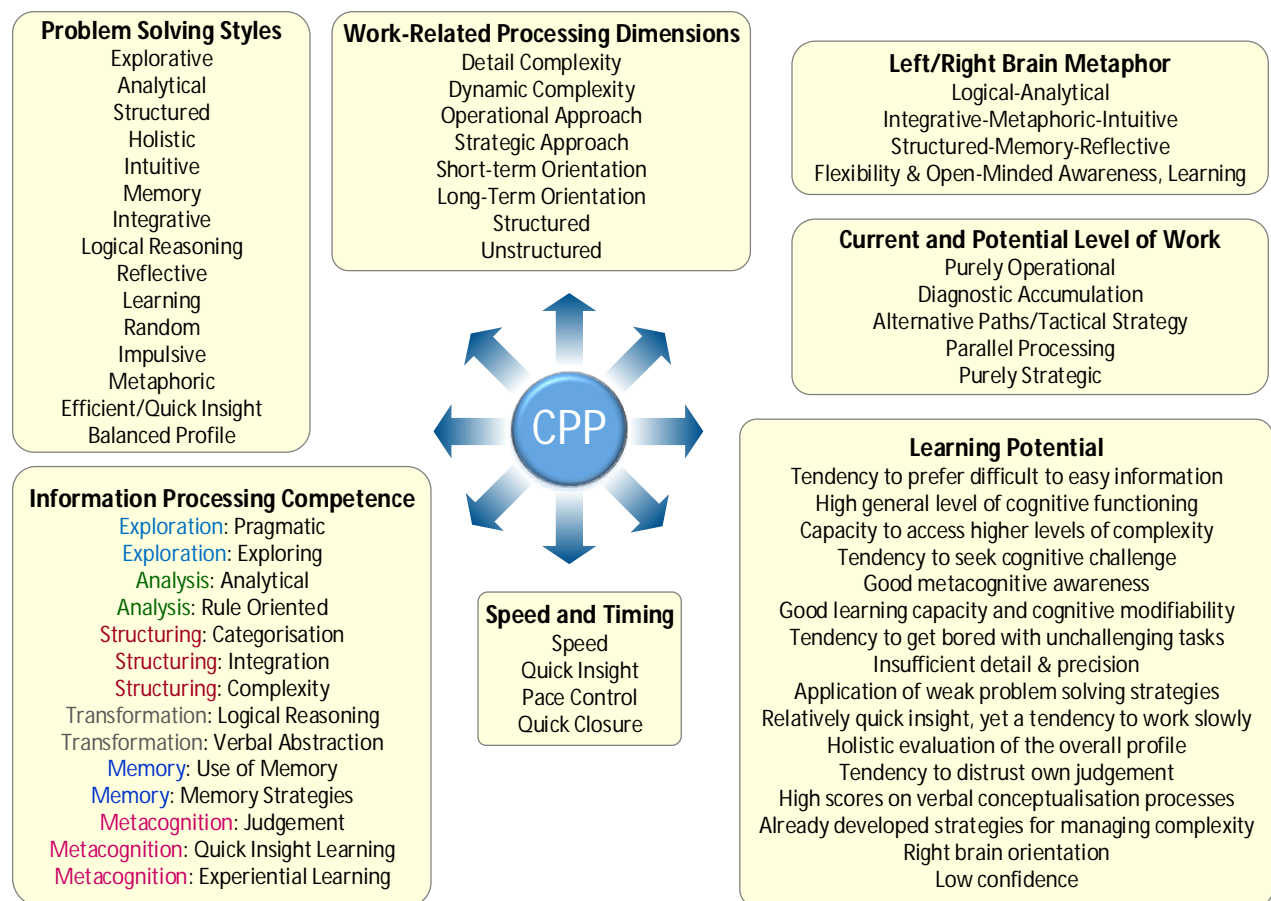 Problem Solving Styles
Explorative
Analytical
Structured
Holistic
Intuitive
Memory
Integrative
Logical Reasoning
Reflective
Learning
Random
Impulsive
Metaphoric
Efficient/Quick Insight
Balanced Profile
Work-Related Processing Dimensions
Detail Complexity
Dynamic Complexity
Operational Approach
Strategic Approach
Short-term Orientation
Long-Term Orientation
Structured
Unstructured
Left/Right Brain Metaphor
Logical-Analytical
Integrative-Metaphoric-Intuitive
Structured-Memory-Reflective
Flexibility & Open-Minded Awareness, Learning
Current and Potential Level of Work
Purely Operational
Diagnostic Accumulation
Alternative Paths/Tactical Strategy
Parallel Processing
Purely Strategic
CPP
Information Processing Competence
Exploration: Pragmatic
Exploration: Exploring
Analysis: Analytical
Analysis: Rule Oriented
Structuring: Categorisation
Structuring: Integration
Structuring: Complexity
Transformation: Logical Reasoning
Transformation: Verbal Abstraction
Memory: Use of Memory
Memory: Memory Strategies
Metacognition: Judgement
Metacognition: Quick Insight Learning
Metacognition: Experiential Learning
Speed and Timing
Speed
Quick Insight
Pace Control
Quick Closure
Learning Potential
Tendency to prefer difficult to easy information
High general level of cognitive functioning
Capacity to access higher levels of complexity
Tendency to seek cognitive challenge
Good metacognitive awareness
Good learning capacity and cognitive modifiability
Tendency to get bored with unchallenging tasks
Insufficient detail & precision
Application of weak problem solving strategies
Relatively quick insight, yet a tendency to work slowly
Holistic evaluation of the overall profile
Tendency to distrust own judgement
High scores on verbal conceptualisation processes
Already developed strategies for managing complexity
Right brain orientation
Low confidence